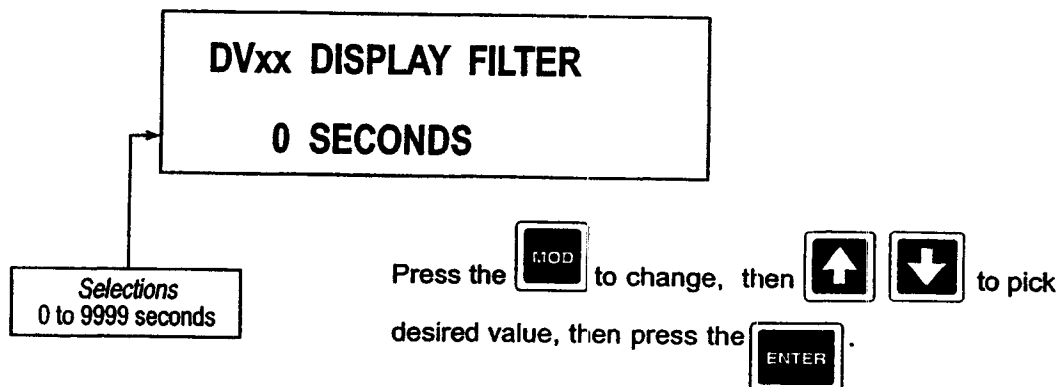 DVxx DISPLAY FILTER
0 SECONDS
Selections
0 to 9999 seconds
Press the MOD to change, then to pick
desired value, then press the ENTER.